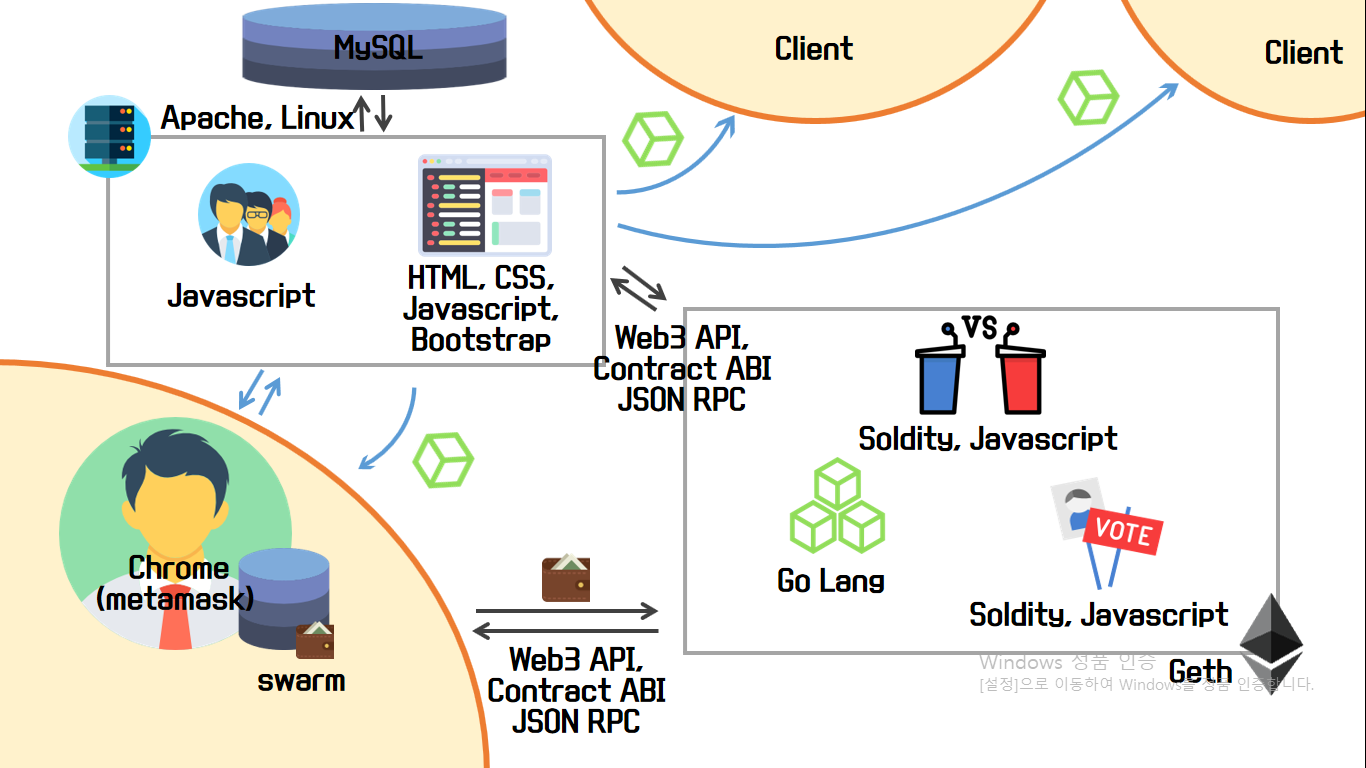 MySQL
Client
Client
Apache, Linux
Javascript
HTML, CSS,
Javascript,
Bootstrap
Web3 API,
Contract ABI
JSON RPC
VS
Soldity, Javascript
Go Lang
VOTE
Soldity, Javascript
Geth
Chrome
(metamask)
swarm
Web3 API,
Contract ABI
JSON RPC
Windows 정품 인증
[설정]으로 이동하여 Windows를 정품 인증합니다.